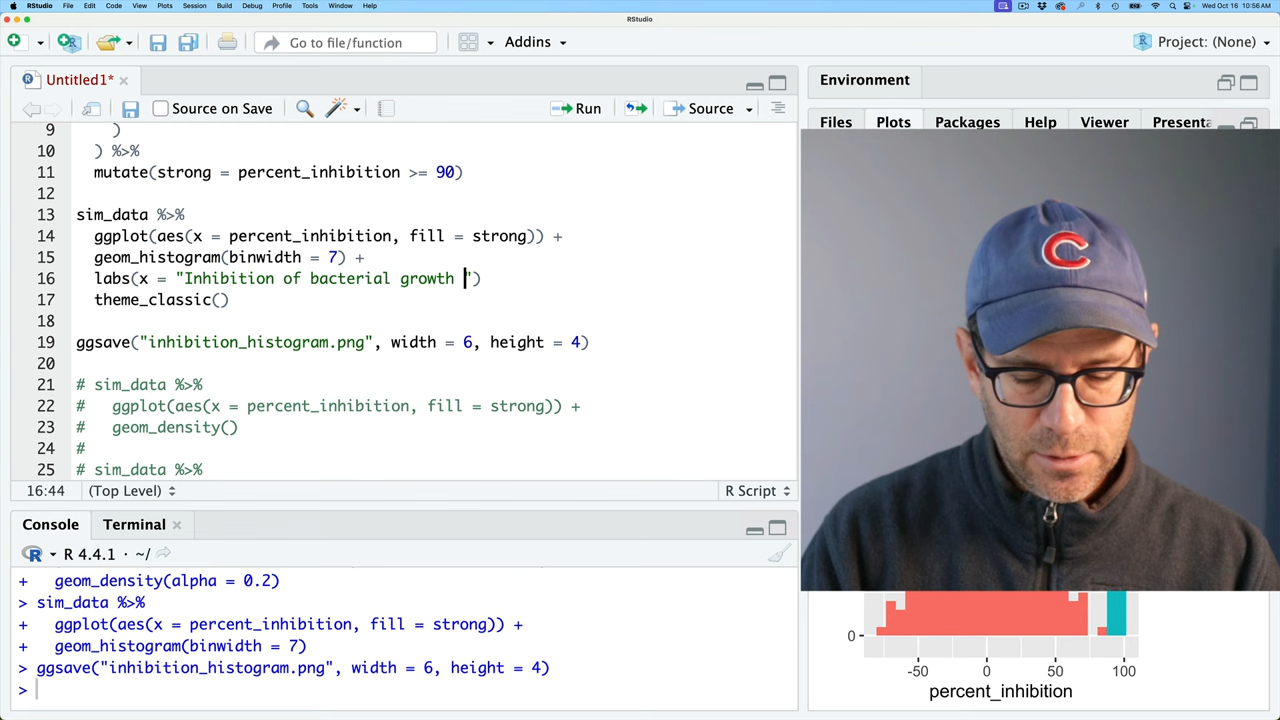 RStudio File Edit Code View Plots Session Build Debug Profile Tools Window Help Wed Oct 16 10:56 AM
RStudio
Go to file/function Addins Project: (None)
Untitled1*
Source on Save Run Source
9 )
10 ) %>%
11 mutate(strong = percent_inhibition >= 90)
12
13 sim_data %>%
14 ggplot(aes(x = percent_inhibition, fill = strong)) +
15 geom_histogram(binwidth = 7) +
16 labs(x = "Inhibition of bacterial growth ")
17 theme_classic()
18
19 ggsave("inhibition_histogram.png", width = 6, height = 4)
20
21 # sim_data %>%
22 # ggplot(aes(x = percent_inhibition, fill = strong)) +
23 # geom_density()
24 #
25 # sim_data %>%
16:44 (Top Level) R Script
Console Terminal
R 4.4.1 · ~/
+ geom_density(alpha = 0.2)
> sim_data %>%
+ ggplot(aes(x = percent_inhibition, fill = strong)) +
+ geom_histogram(binwidth = 7)
> ggsave("inhibition_histogram.png", width = 6, height = 4)
>
Environment
Files Plots Packages Help Viewer Presenta
C
0
-50 0 50 100
percent_inhibition